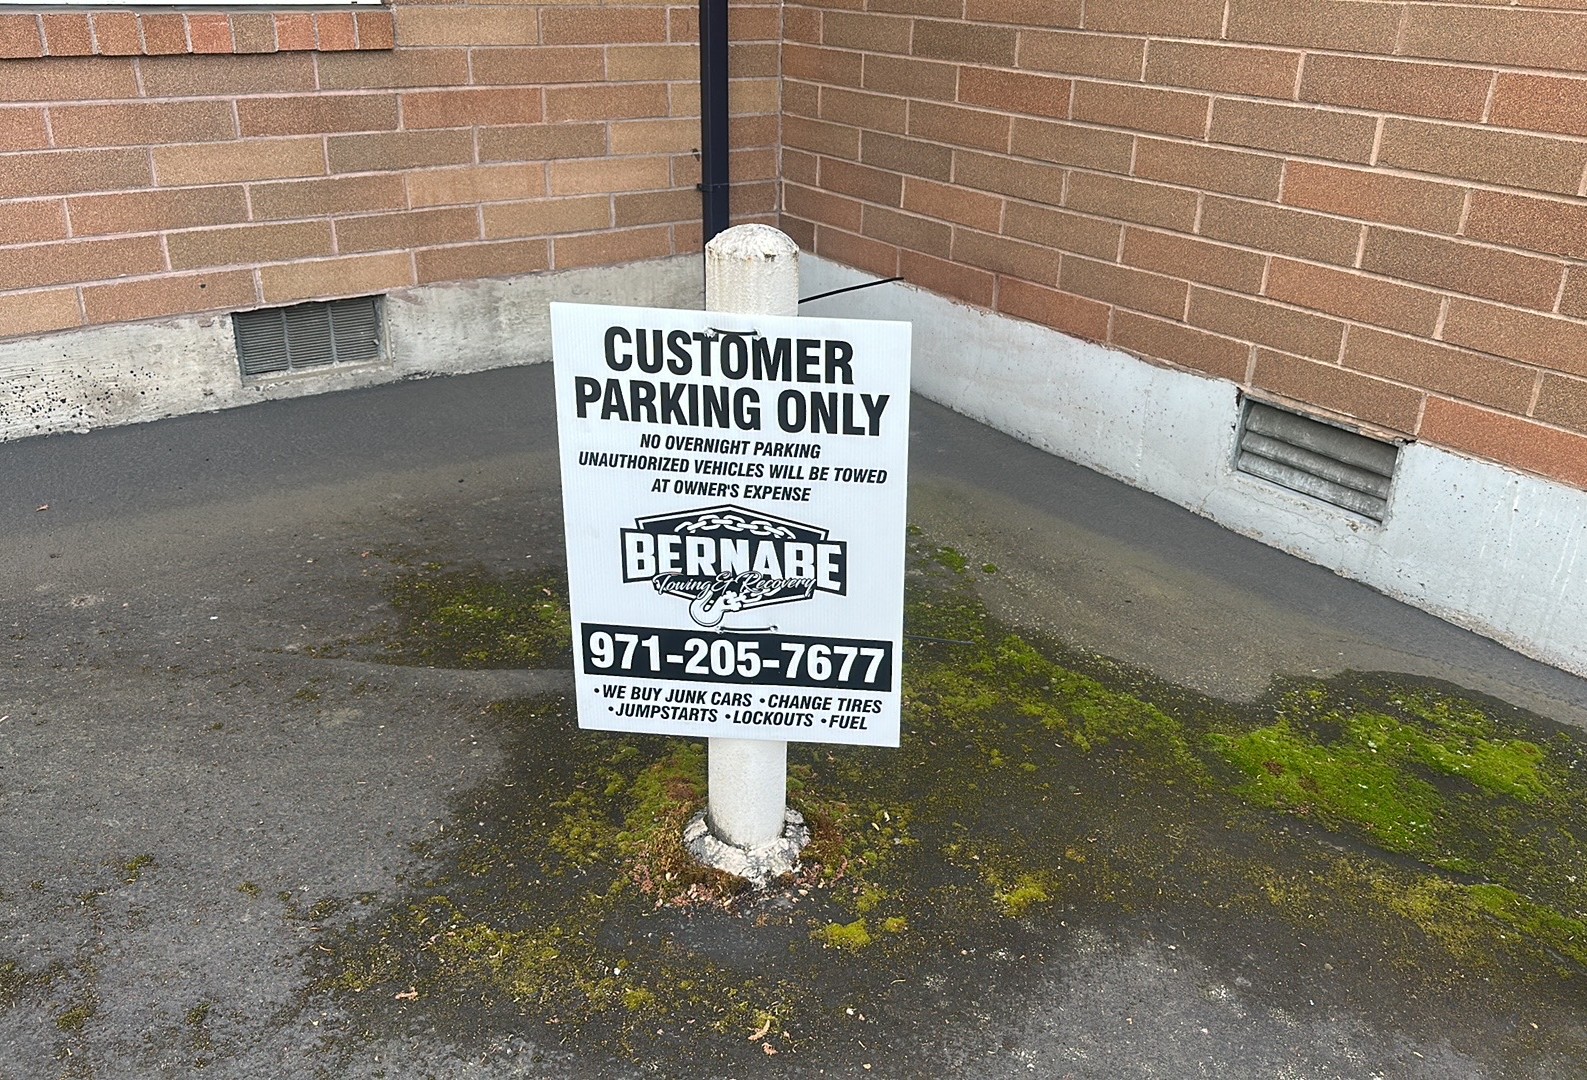 CUSTOMER
PARKING ONLY
NO OVERNIGHT PARKING
UNAUTHORIZED VEHICLES WILL BE TOWED
AT OWNER'S EXPENSE
BERNABE
Towing & Recovery
971-205-7677
•WE BUY JUNK CARS •CHANGE TIRES
•JUMPSTARTS •LOCKOUTS •FUEL